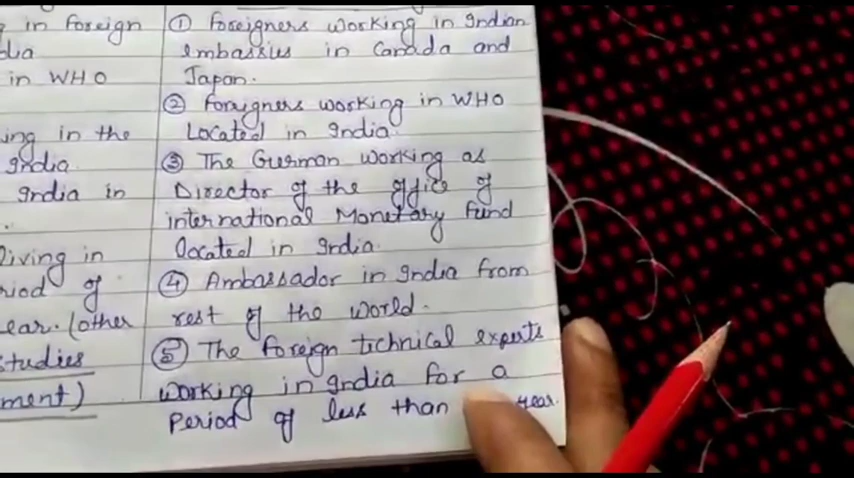 g in foreign
dia
in WHO
ing in the
India.
India in
.
living in
riod of
ear. (other
studies
ment)
① Foreigners working in Indian
embassies in Canada and
Japan.
② Foreigners working in WHO
Located in India.
③ The German working as
Director of the office of
international Monetary Fund
located in India.
④ Ambassador in India from
rest of the world.
⑤ The foreign technical experts
working in India for a
Period of less than year.